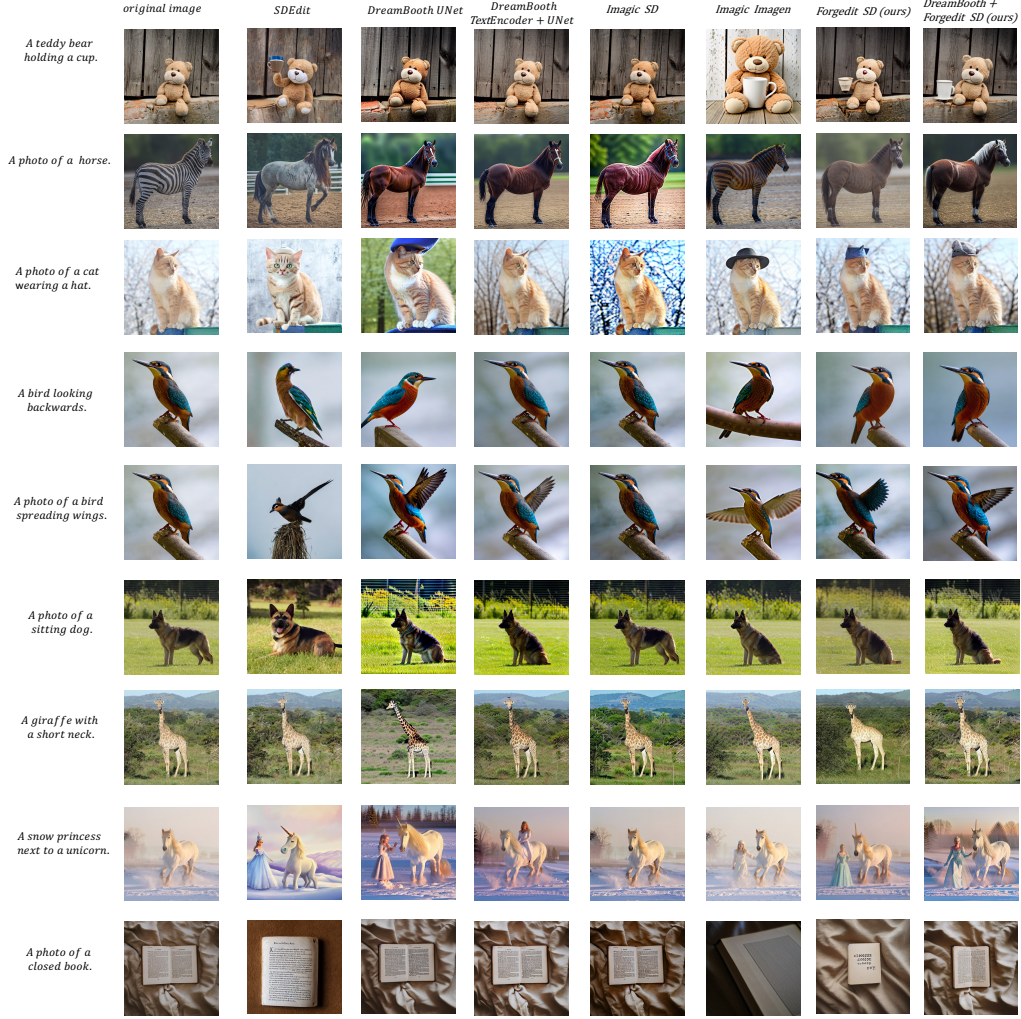 original image
SDEdit
DreamBooth UNet
DreamBooth
TextEncoder + UNet
Imagic SD
Imagic Imagen
Forgedit SD (ours)
DreamBooth +
Forgedit SD (ours)
A teddy bear
holding a cup.
A photo of a horse.
A photo of a cat
wearing a hat.
A bird looking
backwards.
A photo of a bird
spreading wings.
A photo of a
sitting dog.
A giraffe with
a short neck.
A snow princess
next to a unicorn.
A photo of a
closed book.